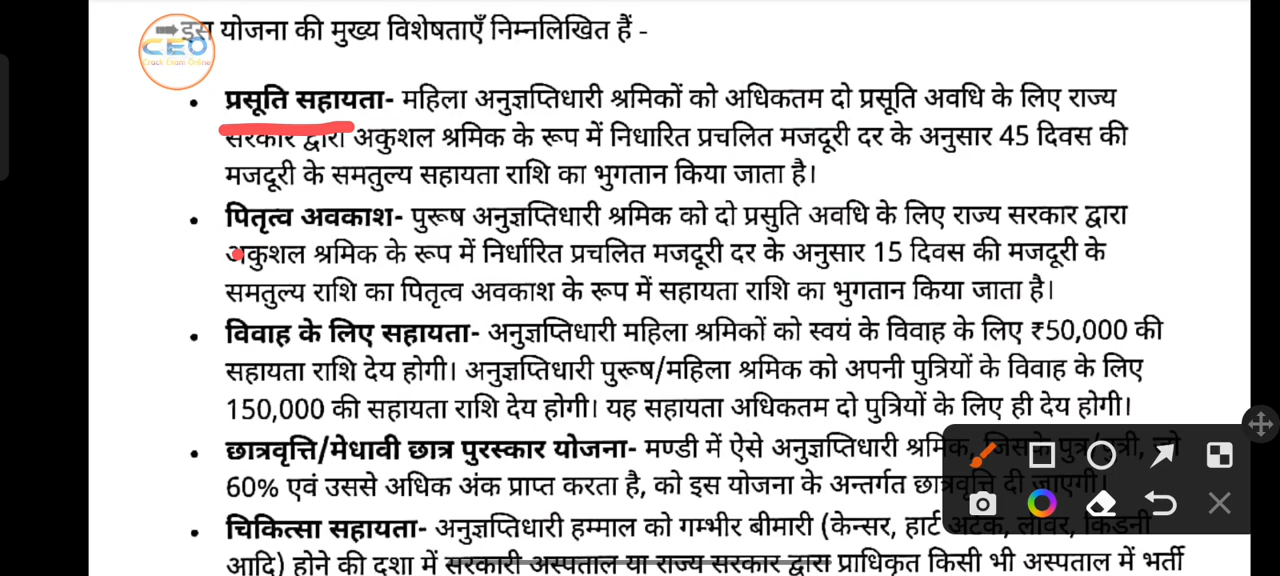 इस योजना की मुख्य विशेषताएँ निम्नलिखित हैं -
CEO
Crack Exam Online
• प्रसूति सहायता- महिला अनुज्ञप्तिधारी श्रमिकों को अधिकतम दो प्रसूति अवधि के लिए राज्य
सरकार द्वारा अकुशल श्रमिक के रूप में निधारित प्रचलित मजदूरी दर के अनुसार 45 दिवस की
मजदूरी के समतुल्य सहायता राशि का भुगतान किया जाता है।
• पितृत्व अवकाश- पुरूष अनुज्ञप्तिधारी श्रमिक को दो प्रसुति अवधि के लिए राज्य सरकार द्वारा
अकुशल श्रमिक के रूप में निर्धारित प्रचलित मजदूरी दर के अनुसार 15 दिवस की मजदूरी के
समतुल्य राशि का पितृत्व अवकाश के रूप में सहायता राशि का भुगतान किया जाता है।
• विवाह के लिए सहायता- अनुज्ञप्तिधारी महिला श्रमिकों को स्वयं के विवाह के लिए ₹50,000 की
सहायता राशि देय होगी। अनुज्ञप्तिधारी पुरूष/महिला श्रमिक को अपनी पुत्रियों के विवाह के लिए
150,000 की सहायता राशि देय होगी। यह सहायता अधिकतम दो पुत्रियों के लिए ही देय होगी।
• छात्रवृत्ति/मेधावी छात्र पुरस्कार योजना- मण्डी में ऐसे अनुज्ञप्तिधारी श्रमिक, जिसके पुत्र/पुत्री, जो
60% एवं उससे अधिक अंक प्राप्त करता है, को इस योजना के अन्तर्गत छात्रवृत्ति दी जाएगी।
• चिकित्सा सहायता- अनुज्ञप्तिधारी हम्माल को गम्भीर बीमारी (केन्सर, हार्ट अटैक, लीवर, किडनी
आदि) होने की दशा में सरकारी अस्पताल या राज्य सरकार द्वारा प्राधिकृत किसी भी अस्पताल में भर्ती